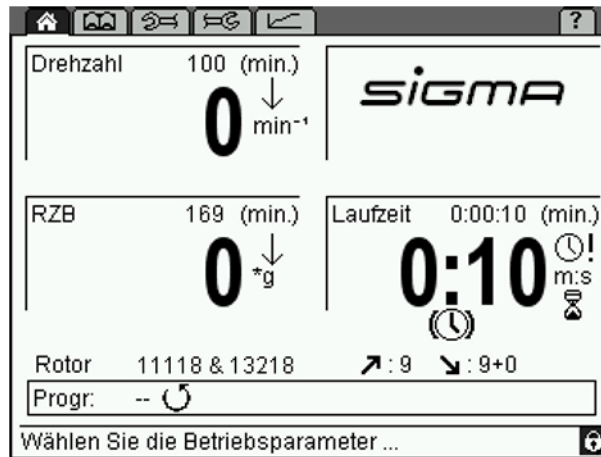 ?
Drehzahl 100 (min.)
0 min⁻¹
sigma
RZB 169 (min.)
0 *g
Laufzeit 0:00:10 (min.)
0:10 ! m:s
Rotor 11118 & 13218 : 9 : 9+0
Progr: --
Wählen Sie die Betriebsparameter ...